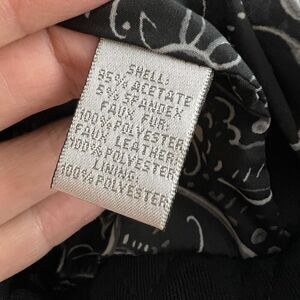 SHELL:
95% ACETATE
5% SPANDEX
FAUX FUR:
100%POLYESTER
FAUX LEATHER:
100%POLYESTER
LINING:
100%POLYESTER